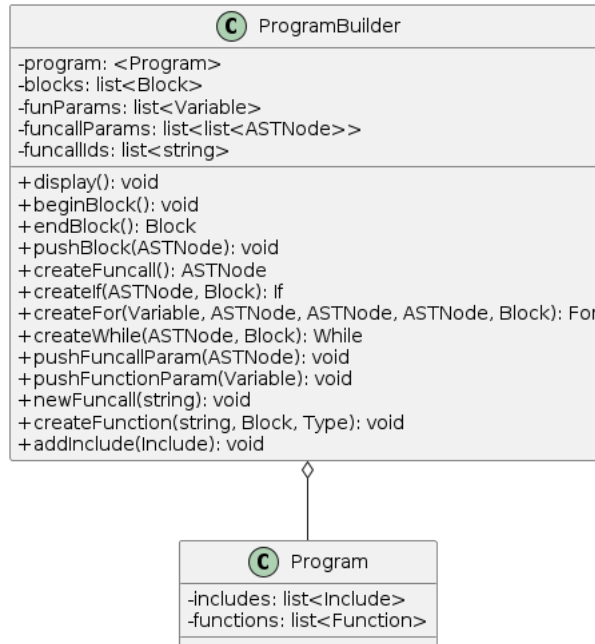 C ProgramBuilder
-program: <Program>
-blocks: list<Block>
-funParams: list<Variable>
-funcallParams: list<list<ASTNode>>
-funcallIds: list<string>
+display(): void
+beginBlock(): void
+endBlock(): Block
+pushBlock(ASTNode): void
+createFuncall(): ASTNode
+createIf(ASTNode, Block): If
+createFor(Variable, ASTNode, ASTNode, ASTNode, Block): For
+createWhile(ASTNode, Block): While
+pushFuncallParam(ASTNode): void
+pushFunctionParam(Variable): void
+newFuncall(string): void
+createFunction(string, Block, Type): void
+addInclude(Include): void
C Program
-includes: list<Include>
-functions: list<Function>